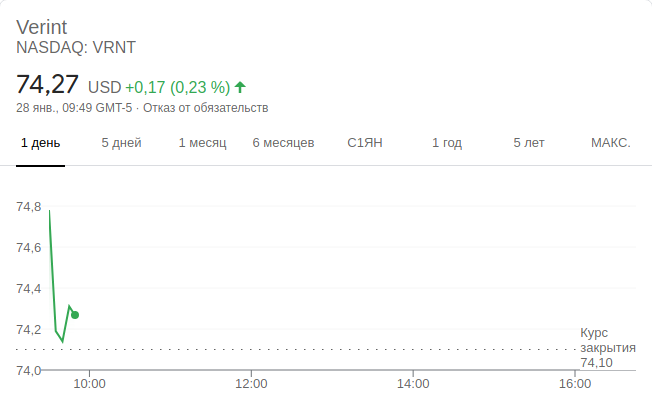 Verint
NASDAQ: VRNT
74,27 USD +0,17 (0,23 %)
28 янв., 09:49 GMT-5 · Отказ от обязательств
1 день 5 дней 1 месяц 6 месяцев С1ЯН 1 год 5 лет МАКС.
74,8
74,6
74,4
74,2
74,0
Курс
закрытия
74,10
10:00 12:00 14:00 16:00